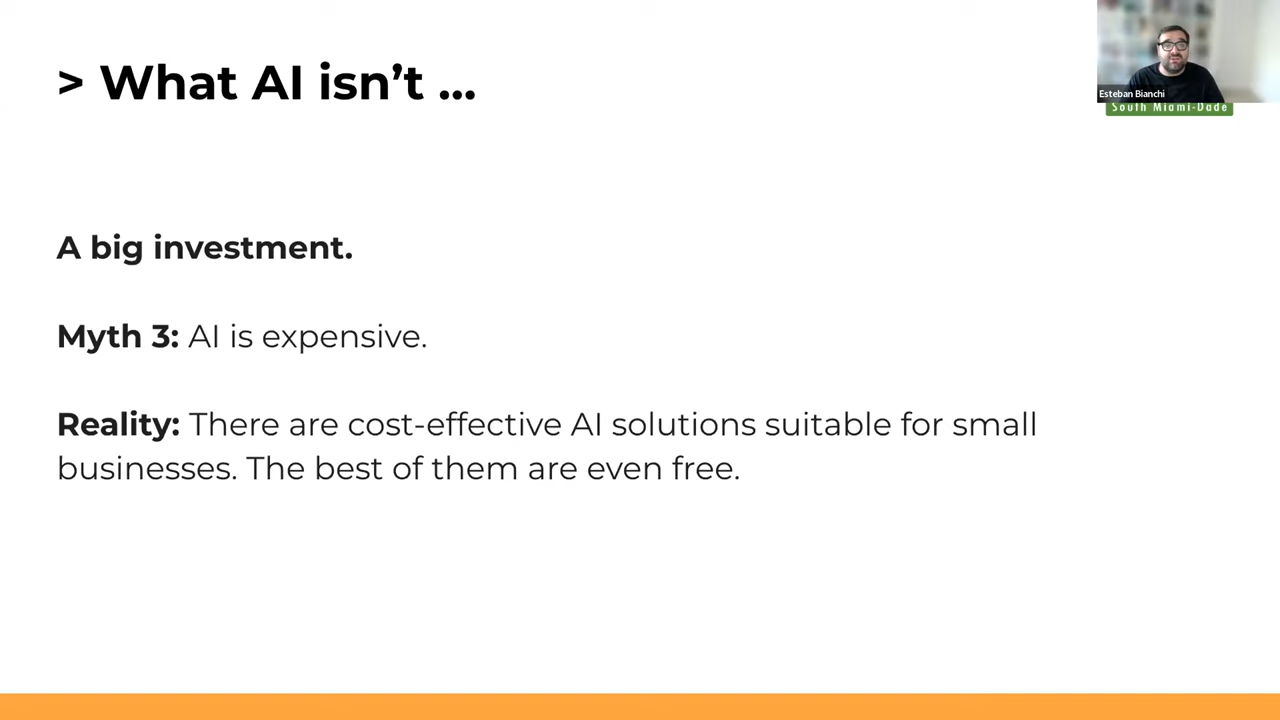 > What AI isn’t ...
Esteban Bianchi
South Miami-Dade
A big investment.
Myth 3: AI is expensive.
Reality: There are cost-effective AI solutions suitable for small
businesses. The best of them are even free.